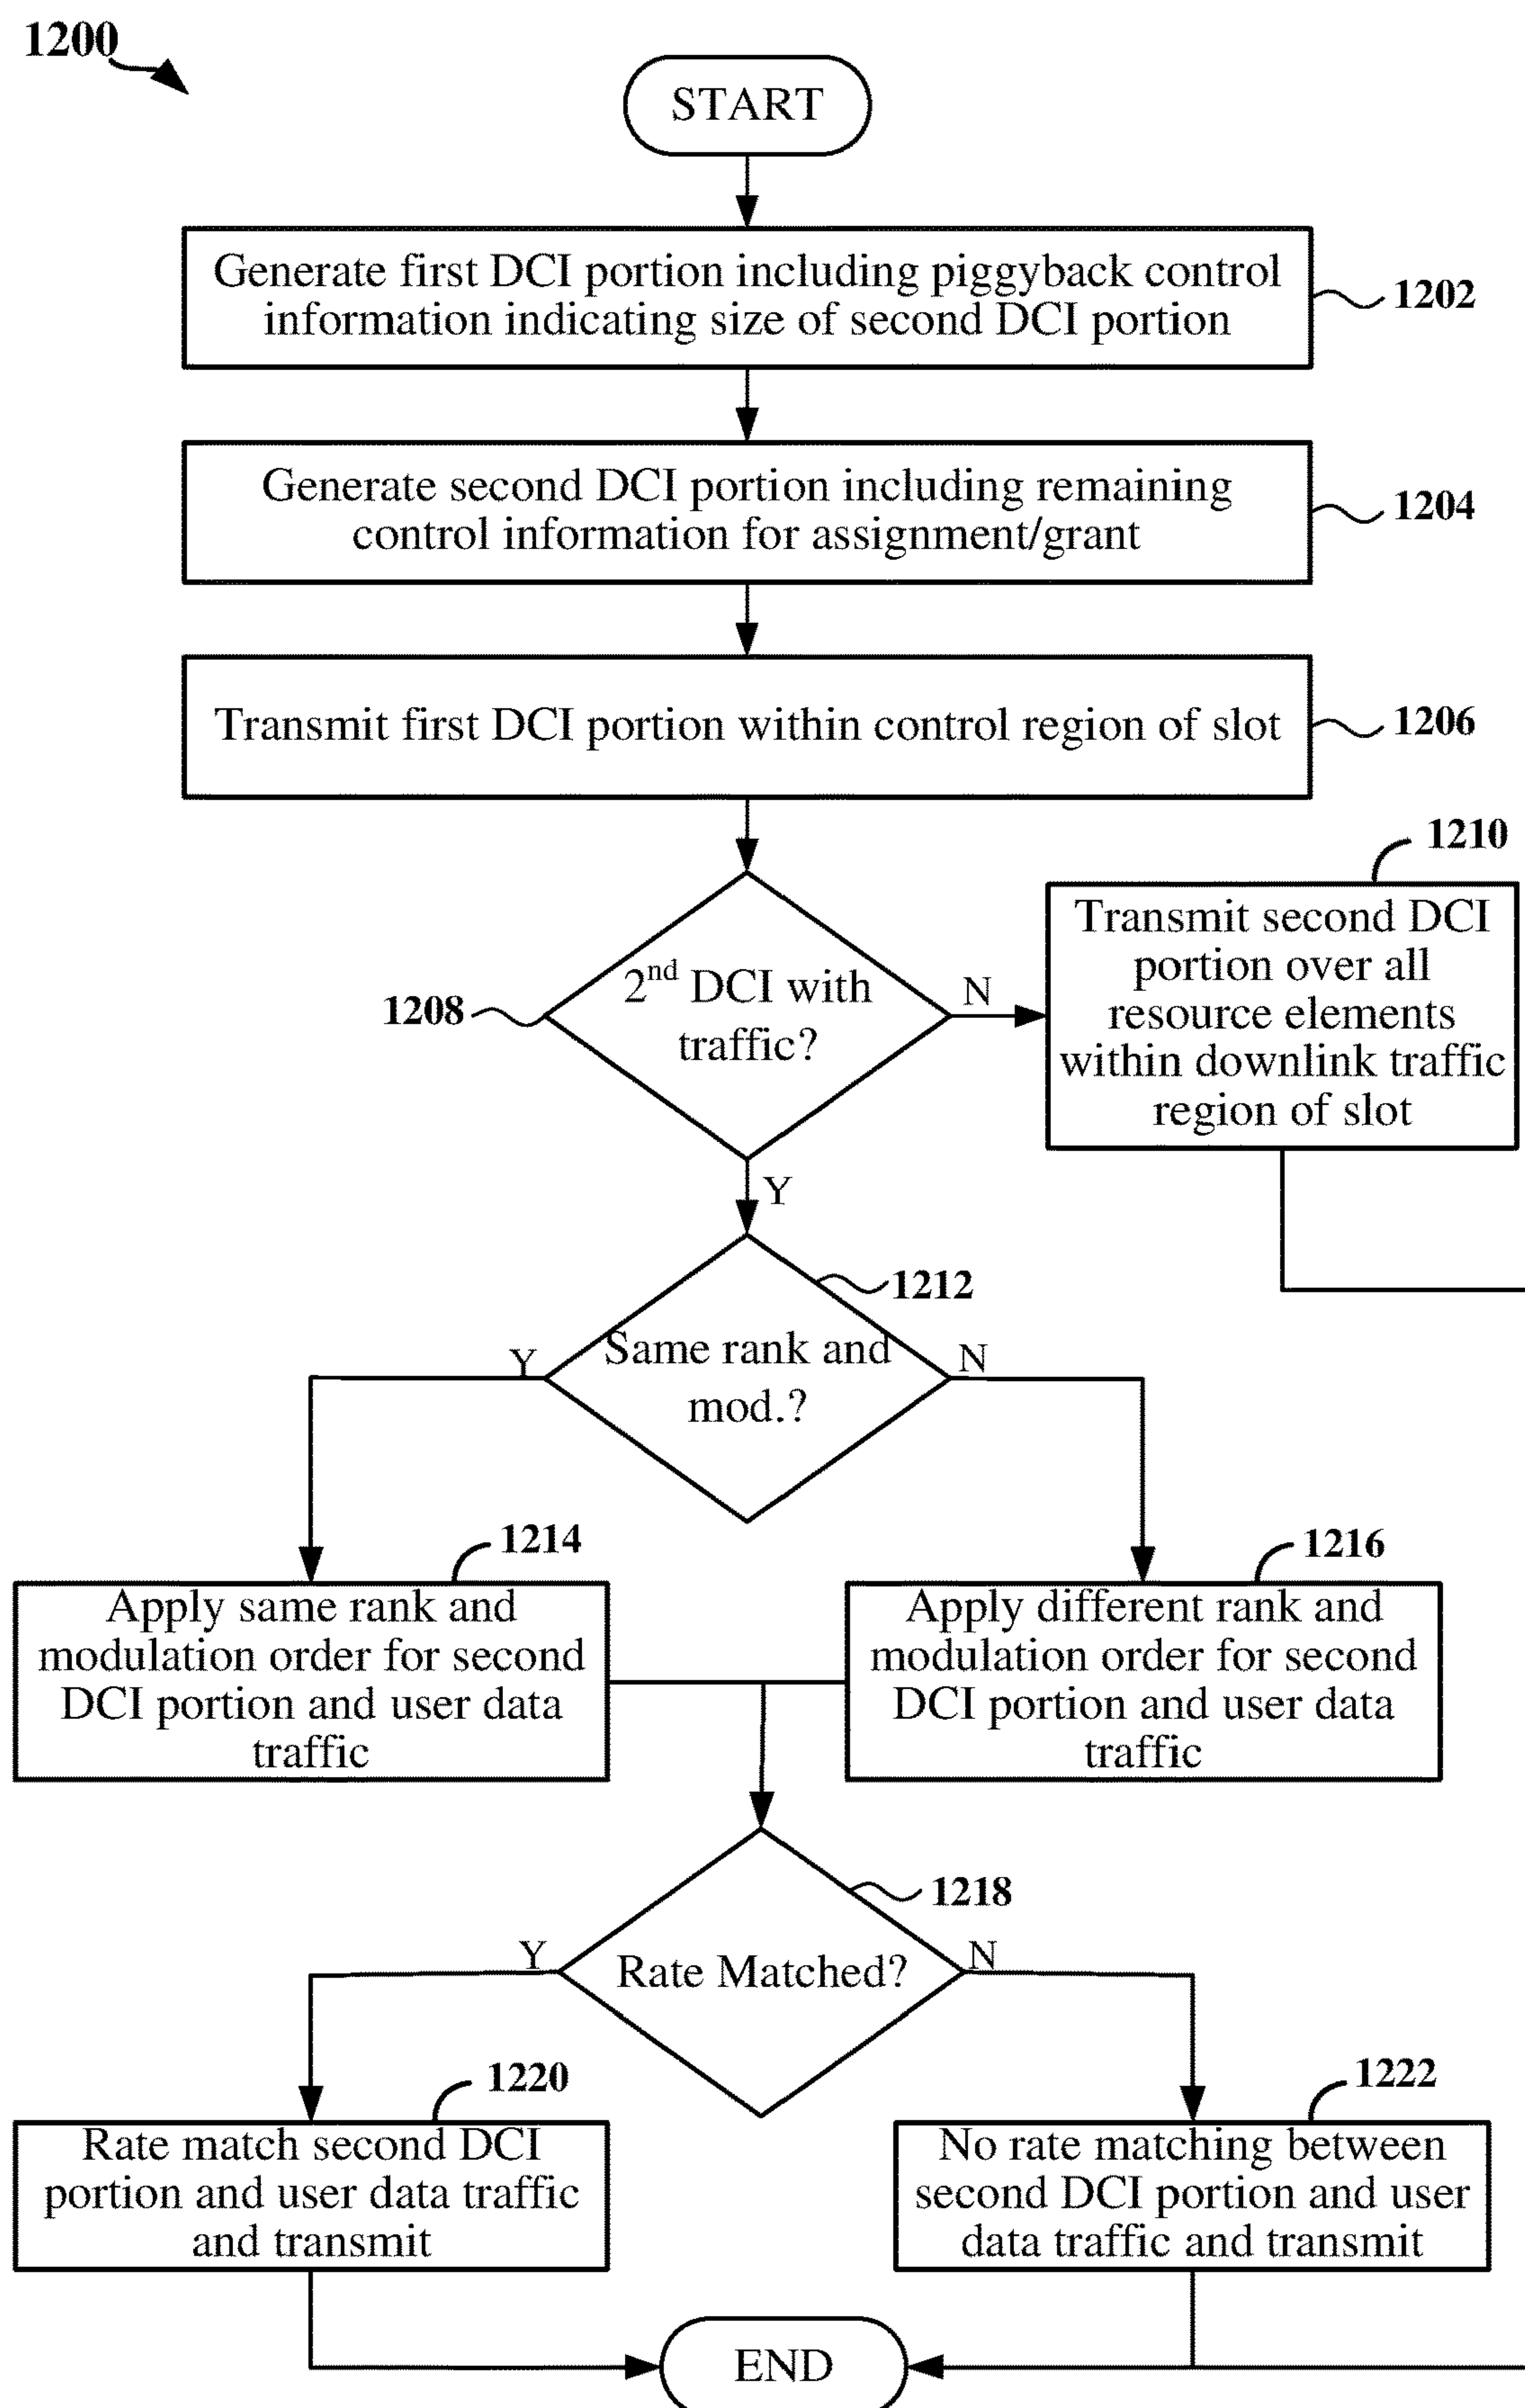 1200
START
Generate first DCI portion including piggyback control
information indicating size of second DCI portion
1202
Generate second DCI portion including remaining
control information for assignment/grant
1204
Transmit first DCI portion within control region of slot
1206
1210
Transmit second DCI
portion over all
resource elements
within downlink traffic
region of slot
2nd DCI with
traffic?
1208
N
Y
1212
Same rank and
mod.?
Y
N
1214
Apply same rank and
modulation order for second
DCI portion and user data
traffic
1216
Apply different rank and
modulation order for second
DCI portion and user data
traffic
1218
Rate Matched?
Y
N
1220
Rate match second DCI
portion and user data traffic
and transmit
1222
No rate matching between
second DCI portion and user
data traffic and transmit
END